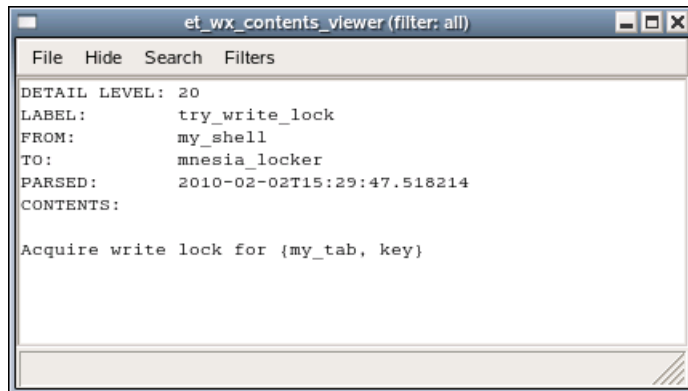 et_wx_contents_viewer (filter: all)
File Hide Search Filters
DETAIL LEVEL: 20
LABEL: try_write_lock
FROM: my_shell
TO: mnesia_locker
PARSED: 2010-02-02T15:29:47.518214
CONTENTS:
Acquire write lock for {my_tab, key}